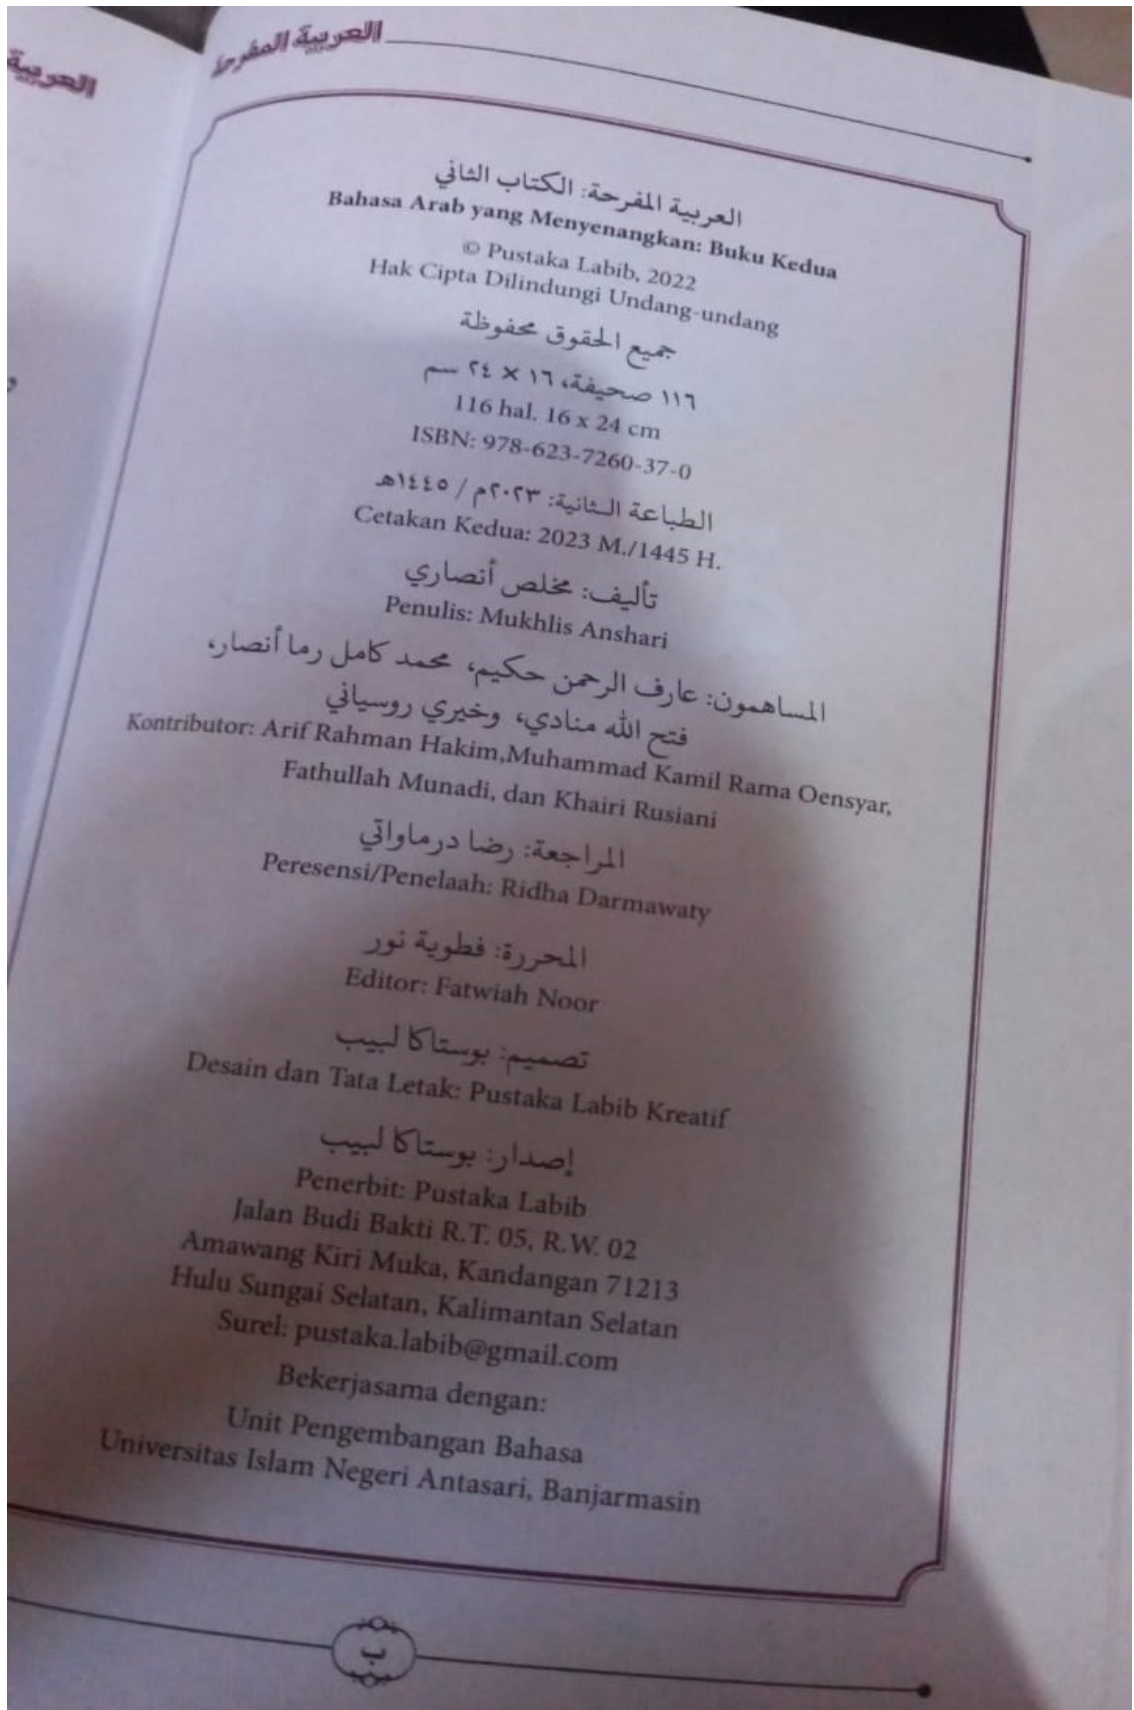 العربية المفرحة
العربية
العربية المفرحة: الكتاب الثاني
Bahasa Arab yang Menyenangkan: Buku Kedua
© Pustaka Labib, 2022
Hak Cipta Dilindungi Undang-undang
جميع الحقوق محفوظة
١١٦ صحيفة، ١٦ × ٢٤ سم
116 hal. 16 x 24 cm
ISBN: 978-623-7260-37-0
الطباعة الثانية: ٢٠٢٣م / ١٤٤٥هـ
Cetakan Kedua: 2023 M./1445 H.
تأليف: مخلص أنصاري
Penulis: Mukhlis Anshari
المساهمون: عارف الرحمن حكيم، محمد كامل رما أنصار،
فتح الله منادي، وخيري روسياني
Kontributor: Arif Rahman Hakim,Muhammad Kamil Rama Oensyar,
Fathullah Munadi, dan Khairi Rusiani
المراجعة: رضا درماواتي
Peresensi/Penelaah: Ridha Darmawaty
المحررة: فطوية نور
Editor: Fatwiah Noor
تصميم: بوستاكا لبيب
Desain dan Tata Letak: Pustaka Labib Kreatif
إصدار: بوستاكا لبيب
Penerbit: Pustaka Labib
Jalan Budi Bakti R.T. 05, R.W. 02
Amawang Kiri Muka, Kandangan 71213
Hulu Sungai Selatan, Kalimantan Selatan
Surel: pustaka.labib@gmail.com
Bekerjasama dengan:
Unit Pengembangan Bahasa
Universitas Islam Negeri Antasari, Banjarmasin
ب